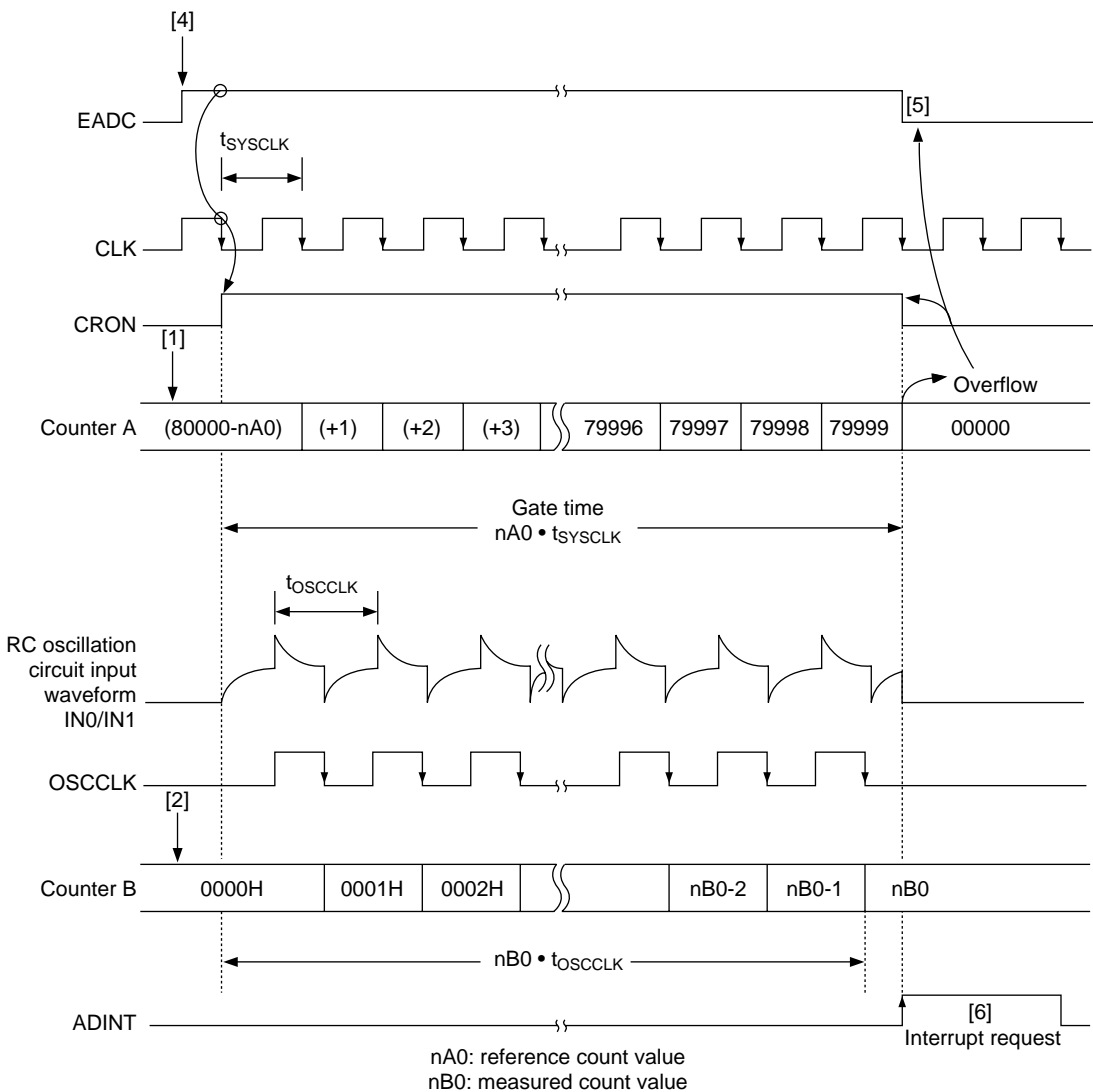 [4]
EADC
[5]
tSYSCLK
CLK
CRON
[1]
Overflow
Counter A (80000-nA0) (+1) (+2) (+3) 79996 79997 79998 79999 00000
Gate time
nA0 • tSYSCLK
tOSCCLK
RC oscillation
circuit input
waveform
IN0/IN1
OSCCLK
[2]
Counter B 0000H 0001H 0002H nB0-2 nB0-1 nB0
nB0 • tOSCCLK
ADINT
[6]
Interrupt request
nA0: reference count value
nB0: measured count value